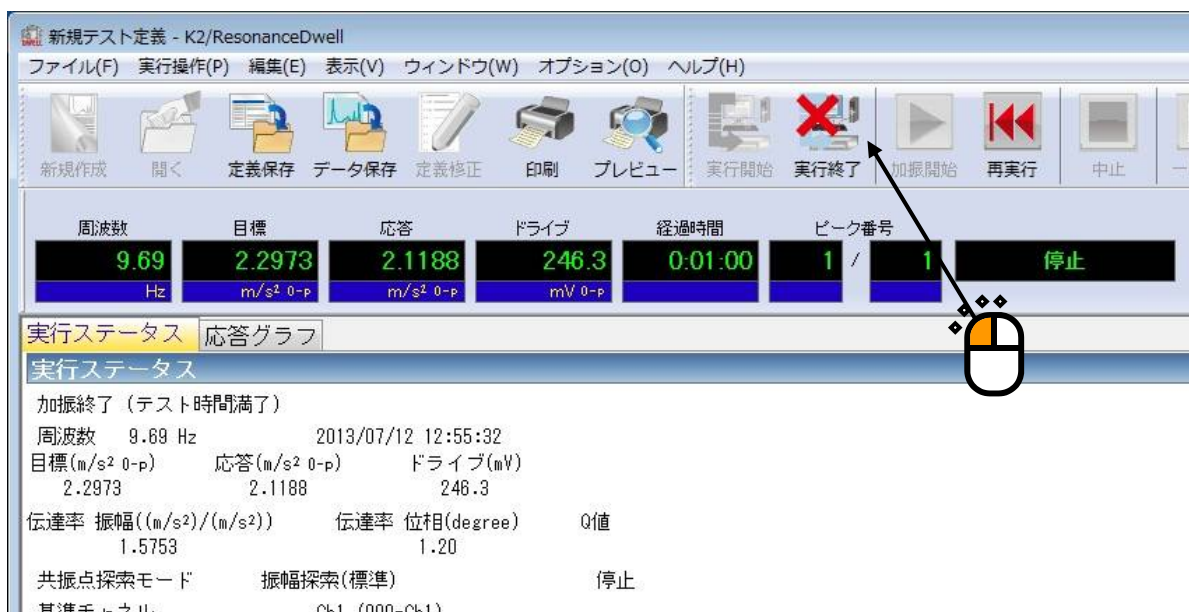 新規テスト定義 - K2/ResonanceDwell
ファイル(F) 実行操作(P) 編集(E) 表示(V) ウィンドウ(W) オプション(O) ヘルプ(H)
新規作成 開く 定義保存 データ保存 定義修正 印刷 プレビュー 実行開始 実行終了 加振開始 再実行 中止
周波数 目標 応答 ドライブ 経過時間 ピーク番号
9.69 2.2973 2.1188 246.3 0:01:00 1 / 1 停止
Hz m/s² 0-p m/s² 0-p mV 0-p
実行ステータス 応答グラフ
実行ステータス
加振終了 (テスト時間満了)
周波数 9.69 Hz 2013/07/12 12:55:32
目標(m/s² 0-p) 応答(m/s² 0-p) ドライブ(mV)
2.2973 2.1188 246.3
伝達率 振幅((m/s²)/(m/s²)) 伝達率 位相(degree) Q値
1.5753 1.20
共振点探索モード 振幅探索(標準) 停止
基準チャネル Ch1 (000-Ch1)